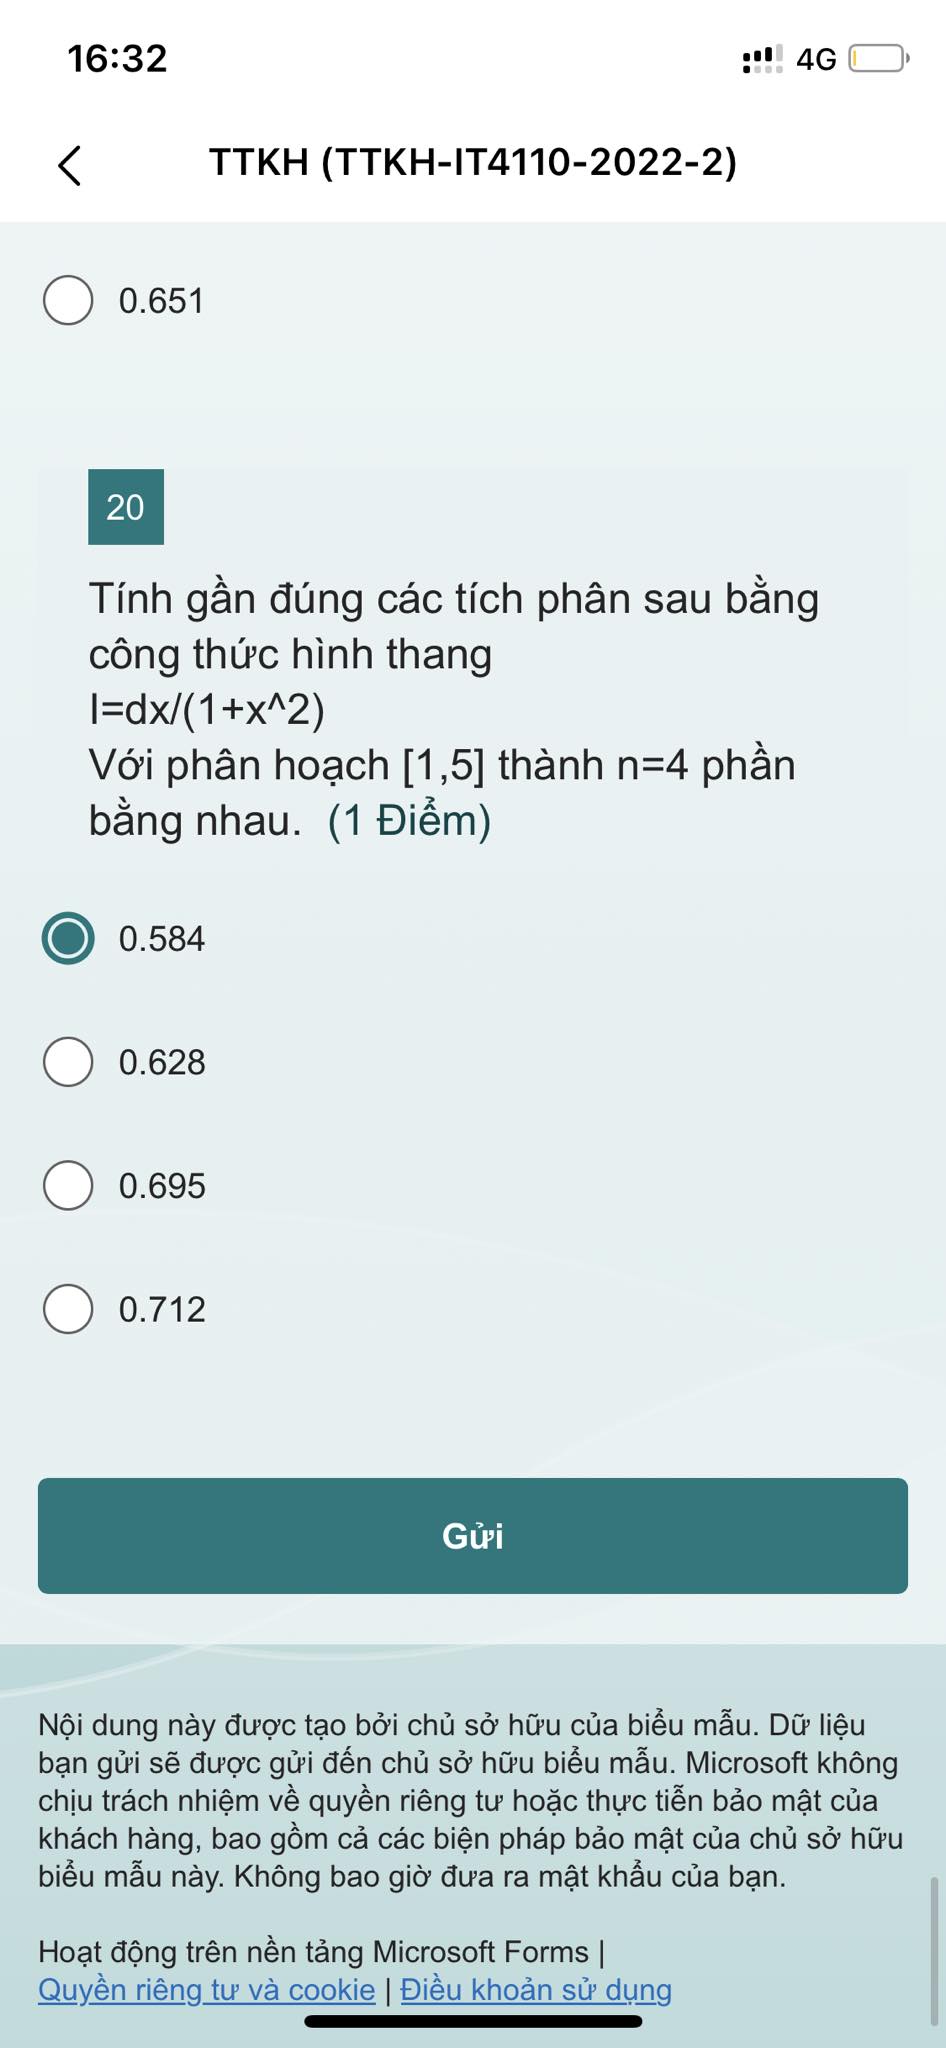 16:32
4G
TTKH (TTKH-IT4110-2022-2)
0.651
20
Tính gần đúng các tích phân sau bằng
công thức hình thang
I=dx/(1+x^2)
Với phân hoạch [1,5] thành n=4 phần
bằng nhau. (1 Điểm)
0.584
0.628
0.695
0.712
Gửi
Nội dung này được tạo bởi chủ sở hữu của biểu mẫu. Dữ liệu
bạn gửi sẽ được gửi đến chủ sở hữu biểu mẫu. Microsoft không
chịu trách nhiệm về quyền riêng tư hoặc thực tiễn bảo mật của
khách hàng, bao gồm cả các biện pháp bảo mật của chủ sở hữu
biểu mẫu này. Không bao giờ đưa ra mật khẩu của bạn.
Hoạt động trên nền tảng Microsoft Forms |
Quyền riêng tư và cookie | Điều khoản sử dụng